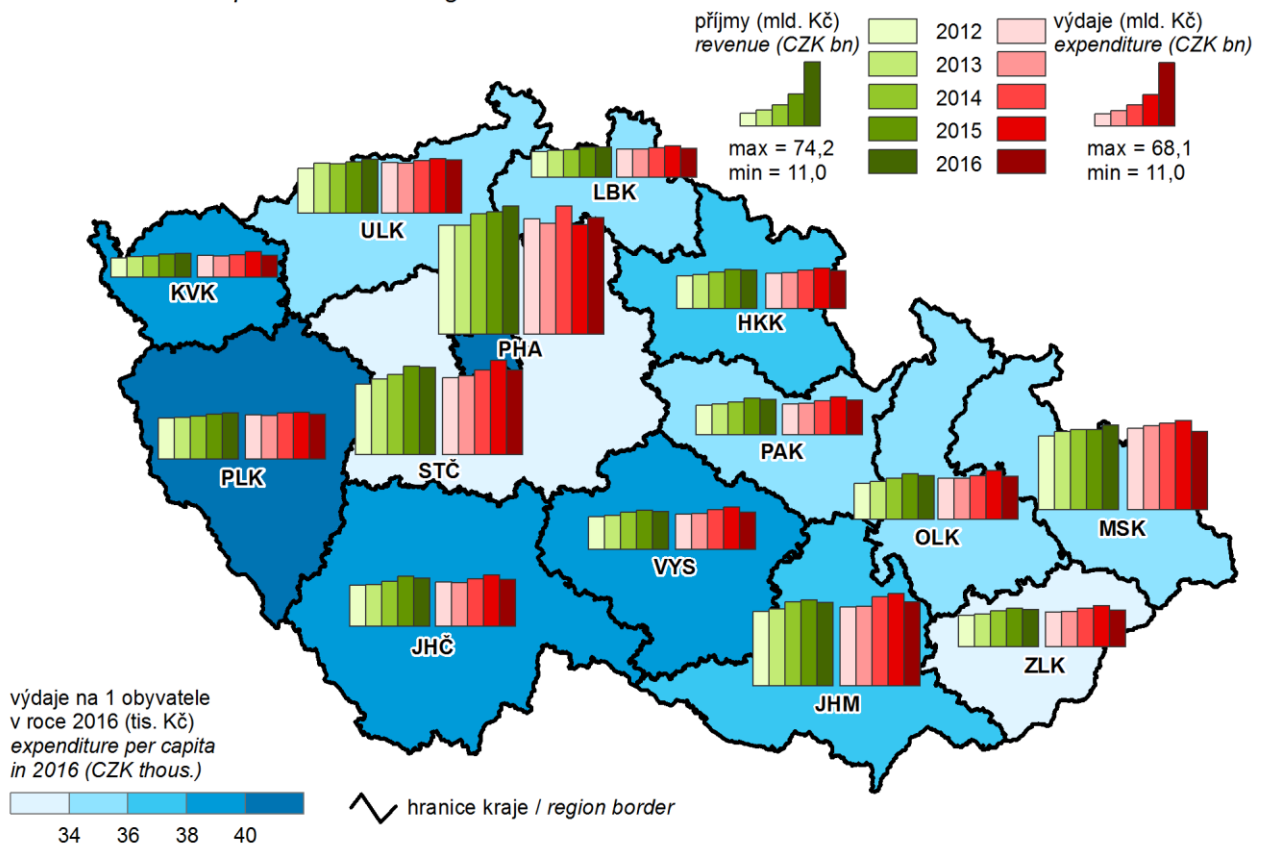 příjmy (mld. Kč)
revenue (CZK bn)
2012
2013
2014
2015
2016
výdaje (mld. Kč)
expenditure (CZK bn)
max = 74,2
min = 11,0
max = 68,1
min = 11,0
LBK
ULK
KVK
HKK
PHA
PAK
STČ
PLK
MSK
OLK
VYS
JHČ
ZLK
JHM
výdaje na 1 obyvatele
v roce 2016 (tis. Kč)
expenditure per capita
in 2016 (CZK thous.)
34 36 38 40
hranice kraje / region border